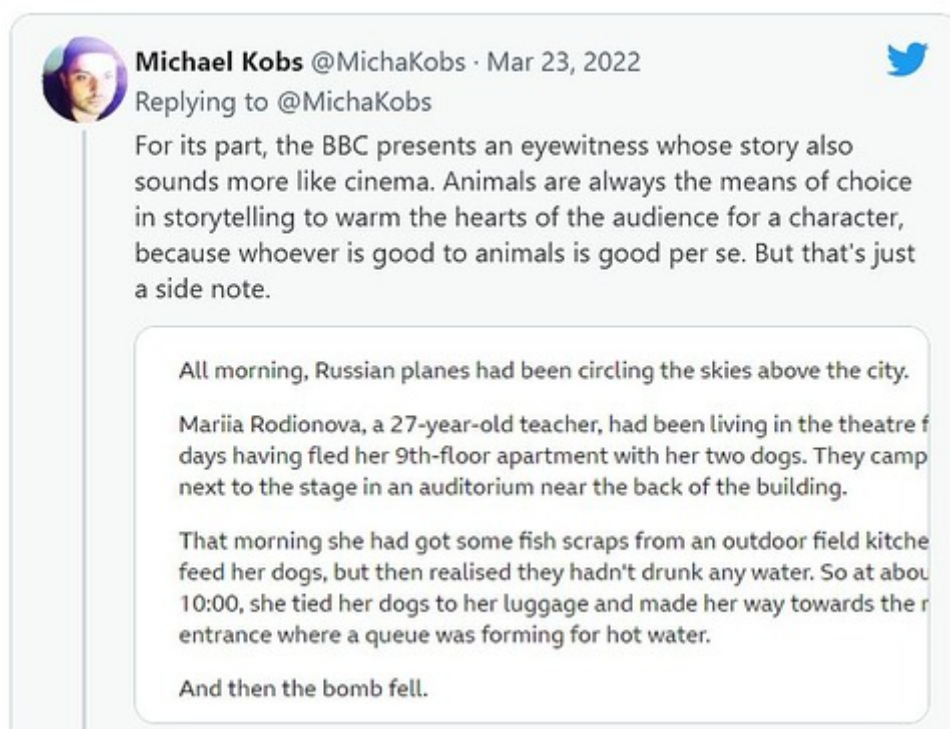 Michael Kobs @MichaKobs · Mar 23, 2022
Replying to @MichaKobs
For its part, the BBC presents an eyewitness whose story also
sounds more like cinema. Animals are always the means of choice
in storytelling to warm the hearts of the audience for a character,
because whoever is good to animals is good per se. But that's just
a side note.
All morning, Russian planes had been circling the skies above the city.
Mariia Rodionova, a 27-year-old teacher, had been living in the theatre f
days having fled her 9th-floor apartment with her two dogs. They camp
next to the stage in an auditorium near the back of the building.
That morning she had got some fish scraps from an outdoor field kitche
feed her dogs, but then realised they hadn't drunk any water. So at abou
10:00, she tied her dogs to her luggage and made her way towards the
entrance where a queue was forming for hot water.
And then the bomb fell.